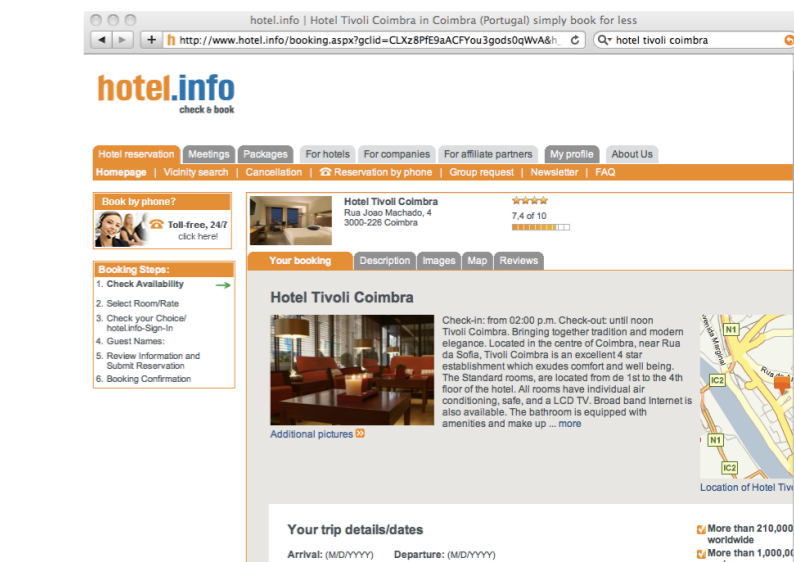 hotel.info | Hotel Tivoli Coimbra in Coimbra (Portugal) simply book for less
http://www.hotel.info/booking.aspx?gclid=CLXz8PfE9aACFYou3gods0qWvA&h_
hotel tivoli coimbra
hotel.info
check & book
Hotel reservation Meetings Packages For hotels For companies For affiliate partners My profile About Us
Homepage | Vicinity search | Cancellation | Reservation by phone | Group request | Newsletter | FAQ
Book by phone?
Toll-free, 24/7
click here!
Booking Steps:
1. Check Availability
2. Select Room/Rate
3. Check your Choice/
hotel.info-Sign-In
4. Guest Names:
5. Review Information and
Submit Reservation
6. Booking Confirmation
Hotel Tivoli Coimbra
Rua Joao Machado, 4
3000-226 Coimbra
7,4 of 10
Your booking Description Images Map Reviews
Hotel Tivoli Coimbra
Check-in: from 02:00 p.m. Check-out: until noon
Tivoli Coimbra. Bringing together tradition and modern
elegance. Located in the centre of Coimbra, near Rua
da Sofia, Tivoli Coimbra is an excellent 4 star
establishment which exudes comfort and well being.
The Standard rooms, are located from de 1st to the 4th
floor of the hotel. All rooms have individual air
conditioning, safe, and a LCD TV. Broad band Internet is
also available. The bathroom is equipped with
amenities and make up ... more
Additional pictures
N1
IC2
N1
IC2
Location of Hotel Tiv
Your trip details/dates
Arrival: (M/D/YYYY) Departure: (M/D/YYYY)
More than 210,000
worldwide
More than 1,000,00